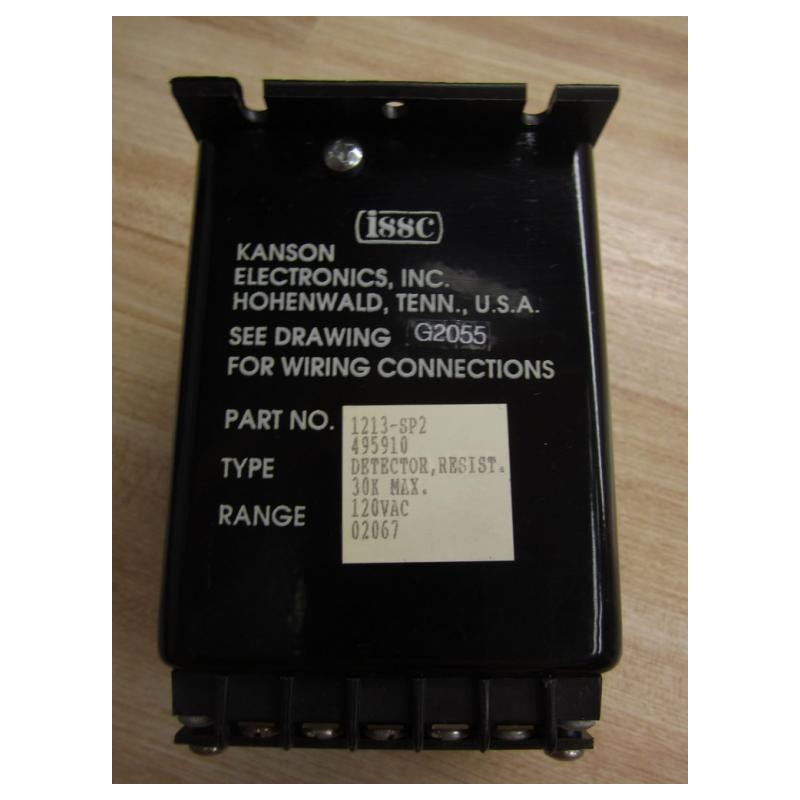 issc
KANSON
ELECTRONICS, INC.
HOHENWALD, TENN., U.S.A.
SEE DRAWING G2055
FOR WIRING CONNECTIONS
PART NO. 1213-SP2
495910
TYPE DETECTOR,RESIST.
30K MAX.
RANGE 120VAC
02067